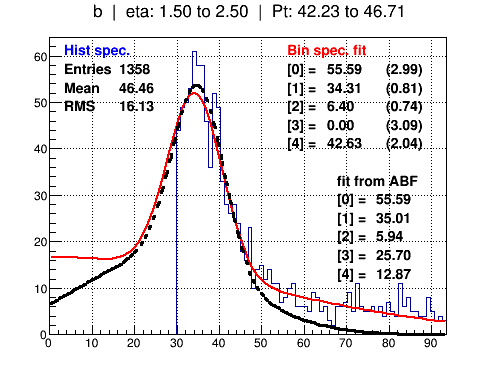 b | eta: 1.50 to 2.50 | Pt: 42.23 to 46.71
Hist spec.
Entries 1358
Mean 46.46
RMS 16.13
Bin spec. fit
[0] = 55.59 (2.99)
[1] = 34.31 (0.81)
[2] = 6.40 (0.74)
[3] = 0.00 (3.09)
[4] = 42.63 (2.04)
fit from ABF
[0] = 55.59
[1] = 35.01
[2] = 5.94
[3] = 25.70
[4] = 12.87
60
50
40
30
20
10
0
0 10 20 30 40 50 60 70 80 90